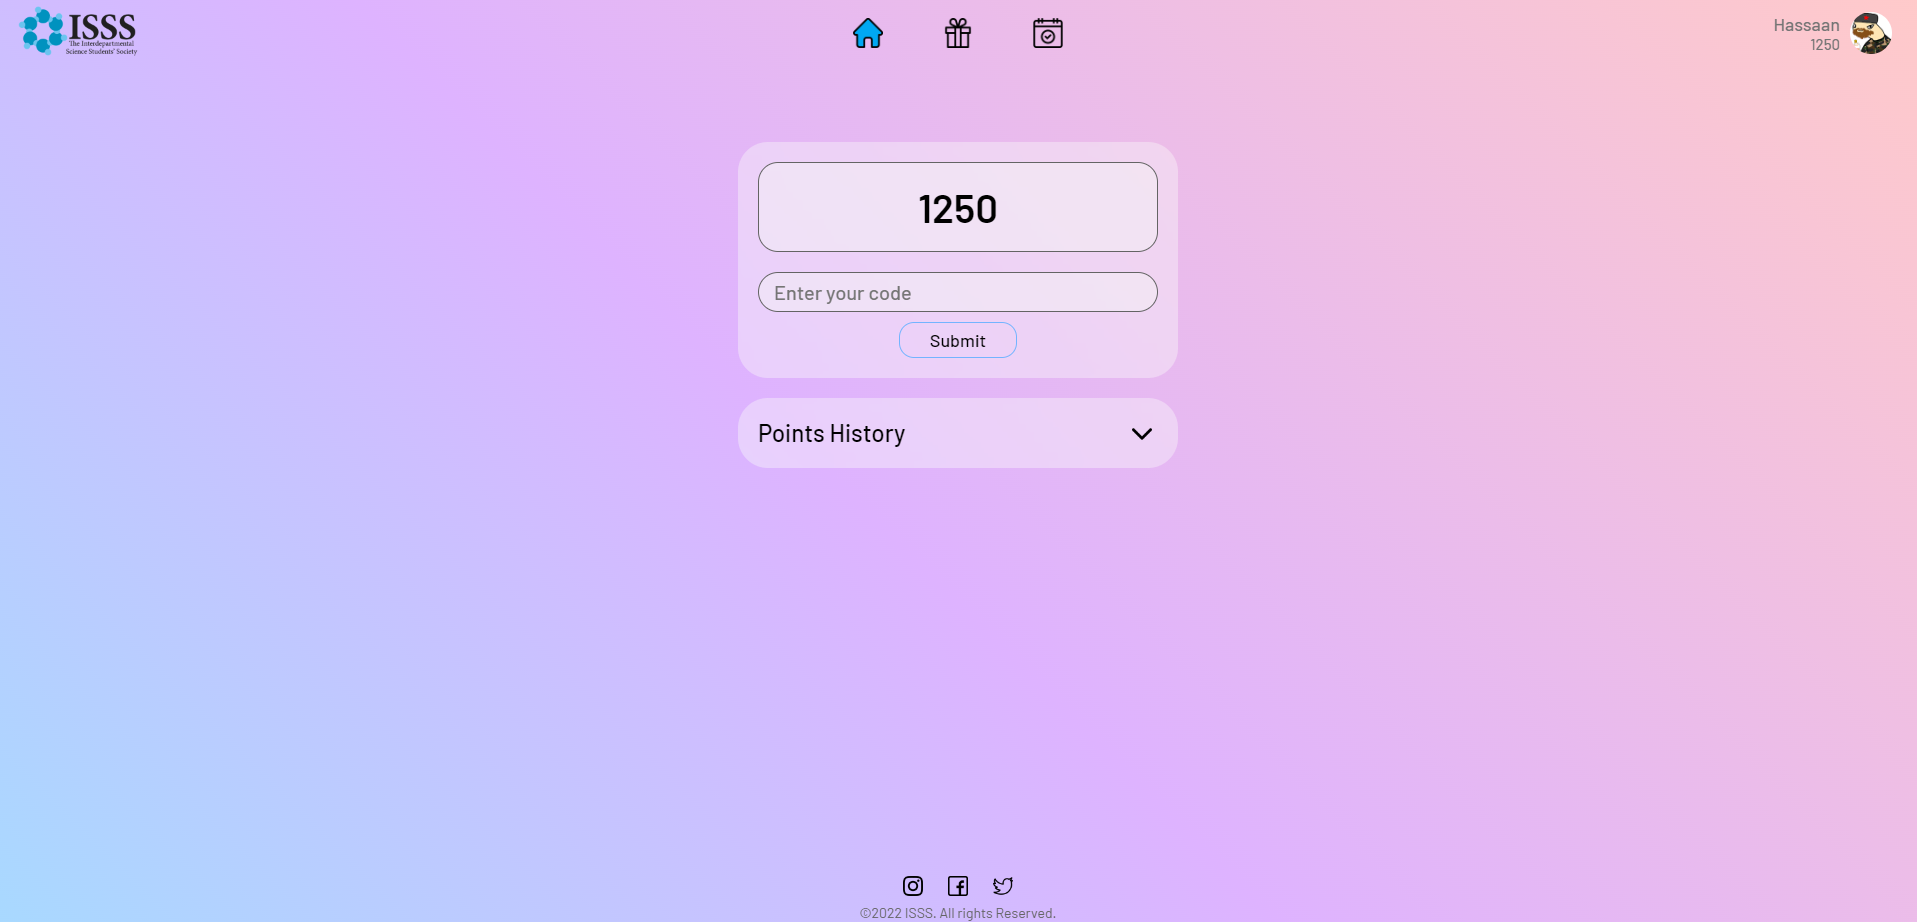 ISSS
The Interdepartmental
Science Students' Society
Hassaan
1250
1250
Enter your code
Submit
Points History
©2022 ISSS. All rights Reserved.